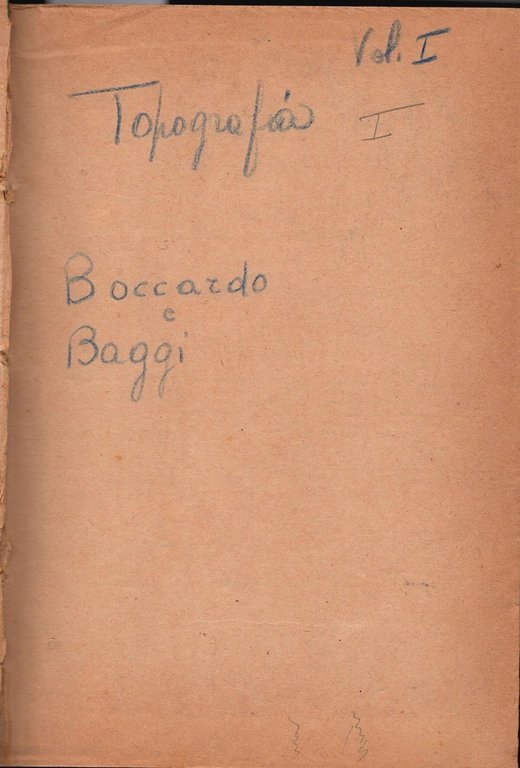 Vol. I
Topografia I
Boccardo
e
Baggi